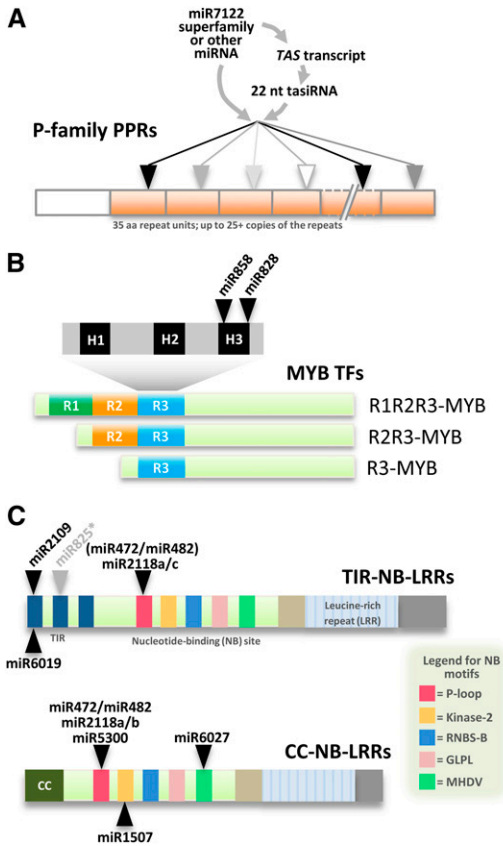 A
miR7122
superfamily
or other
miRNA
TAS transcript
22 nt tasiRNA
P-family PPRs
35 aa repeat units; up to 25+ copies of the repeats
B
miR858
miR828
H1 H2 H3
MYB TFs
R1 R2 R3 R1R2R3-MYB
R2 R3 R2R3-MYB
R3 R3-MYB
C
miR2109
miR825*
(miR472/miR482)
miR2118a/c
TIR-NB-LRRs
Leucine-rich
repeat (LRR)
TIR
Nucleotide-binding (NB) site
miR6019
Legend for NB
motifs
= P-loop
= Kinase-2
= RNBS-B
= GLPL
= MHDV
miR472/miR482
miR2118a/b
miR5300
miR6027
CC-NB-LRRs
CC
miR1507